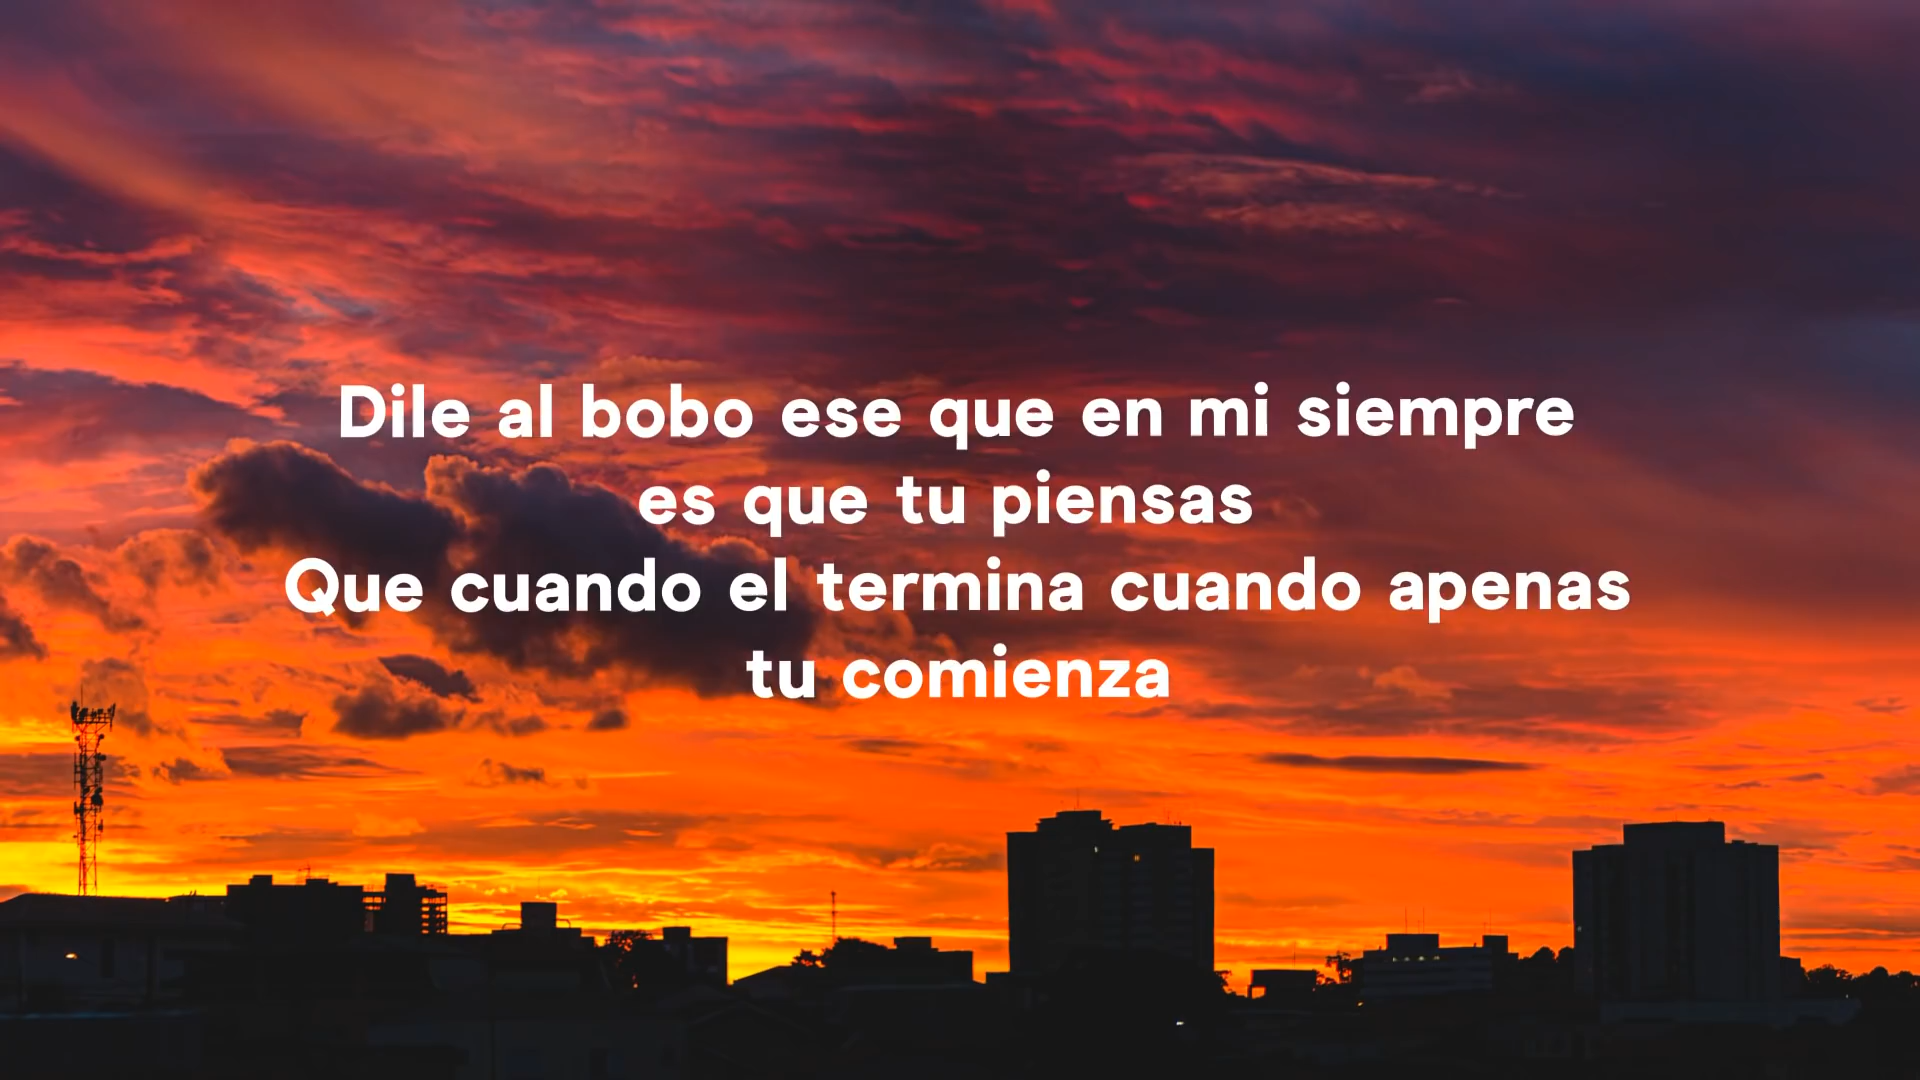 Dile al bobo ese que en mi siempre
es que tu piensas
Que cuando el termina cuando apenas
tu comienza